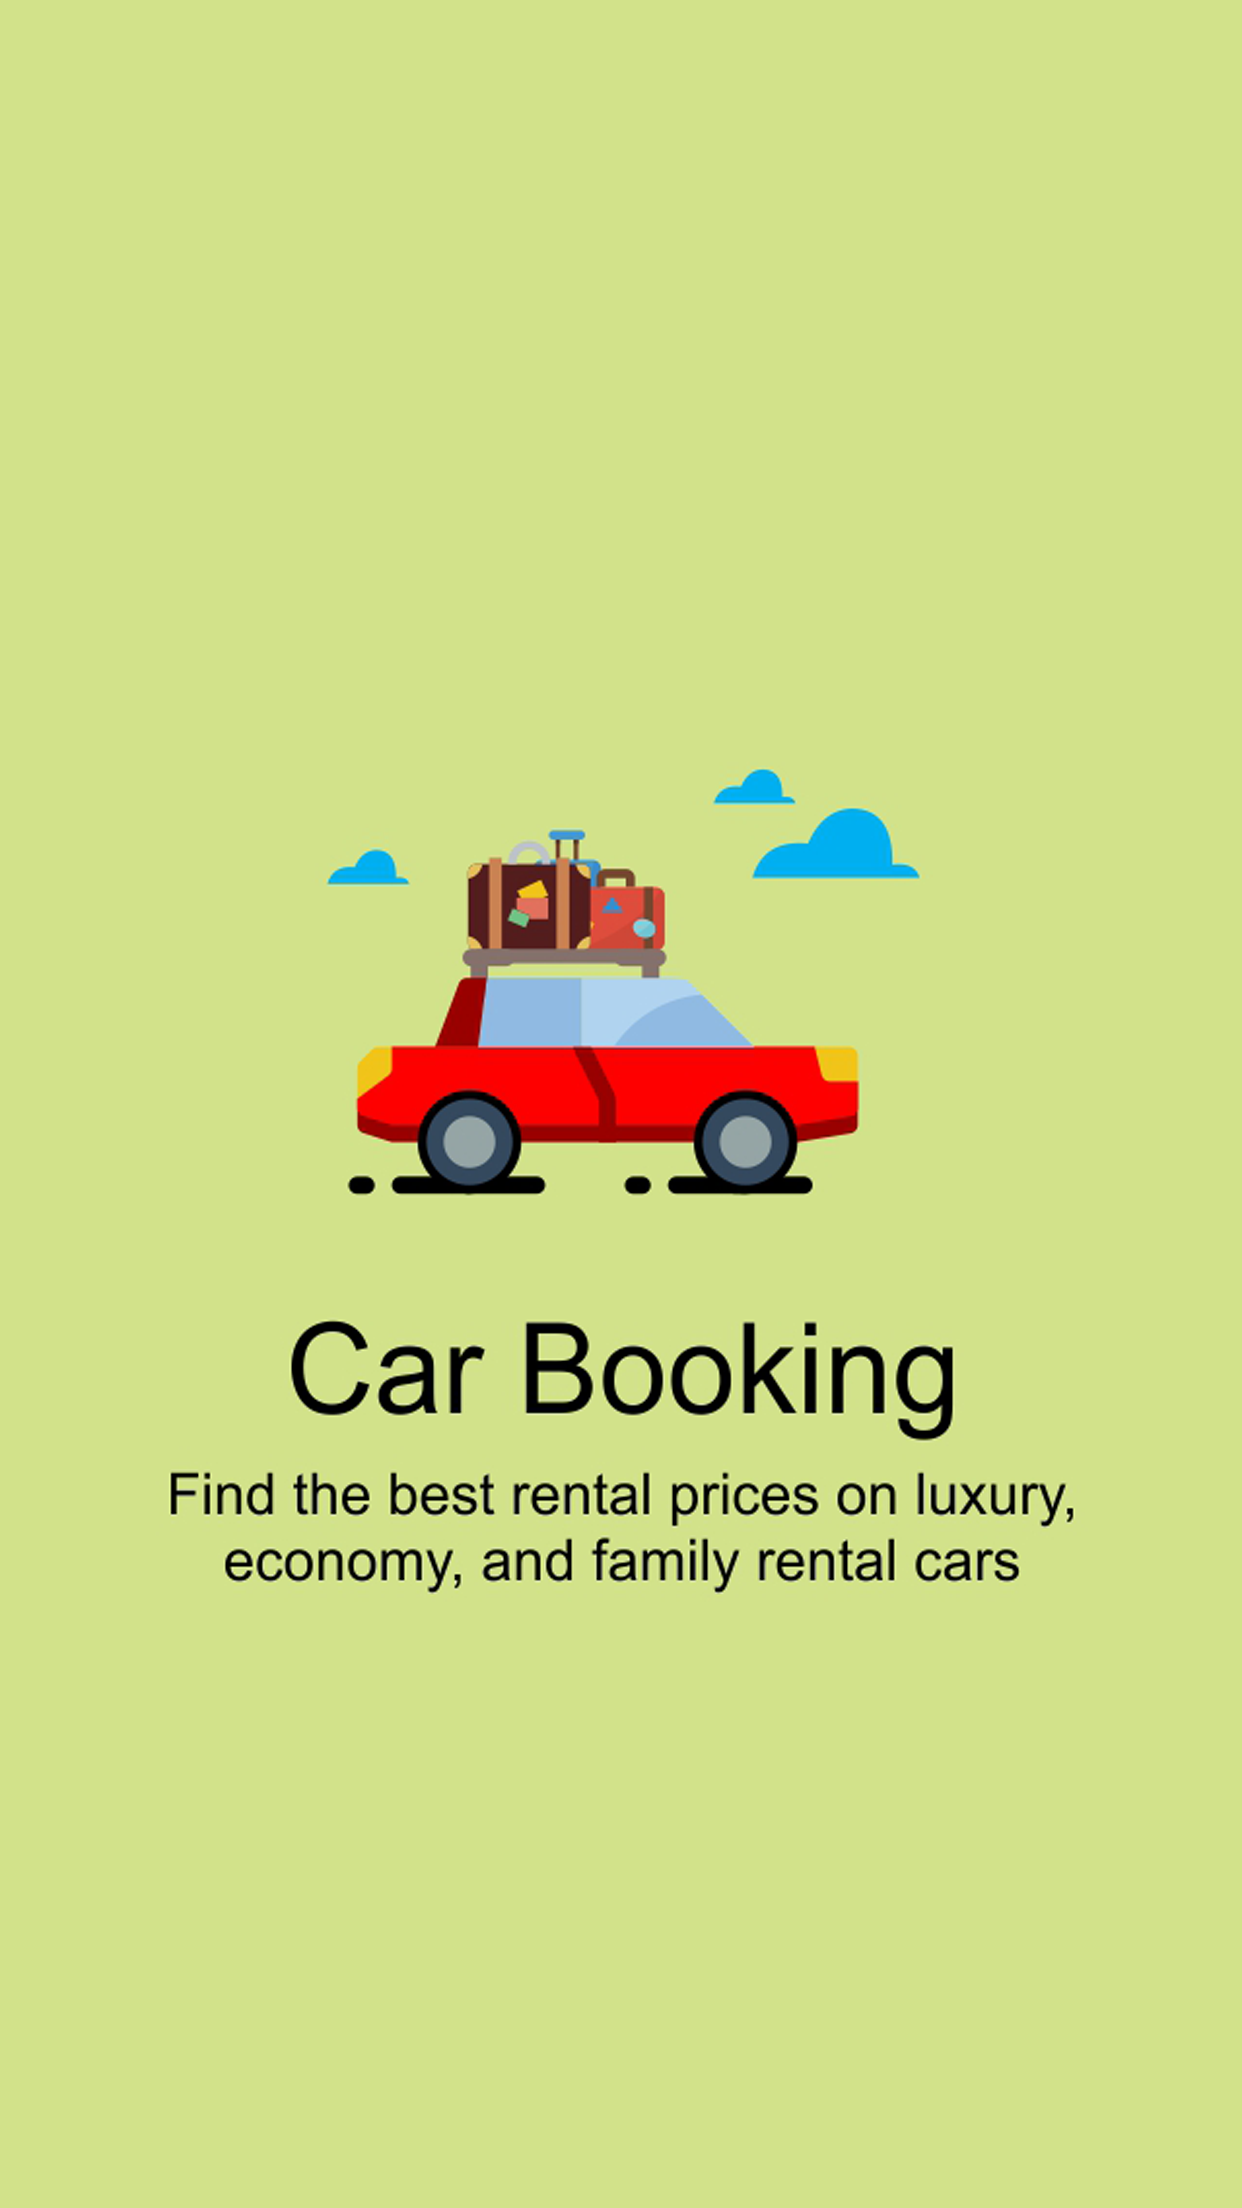 Car Booking
Find the best rental prices on luxury,
economy, and family rental cars